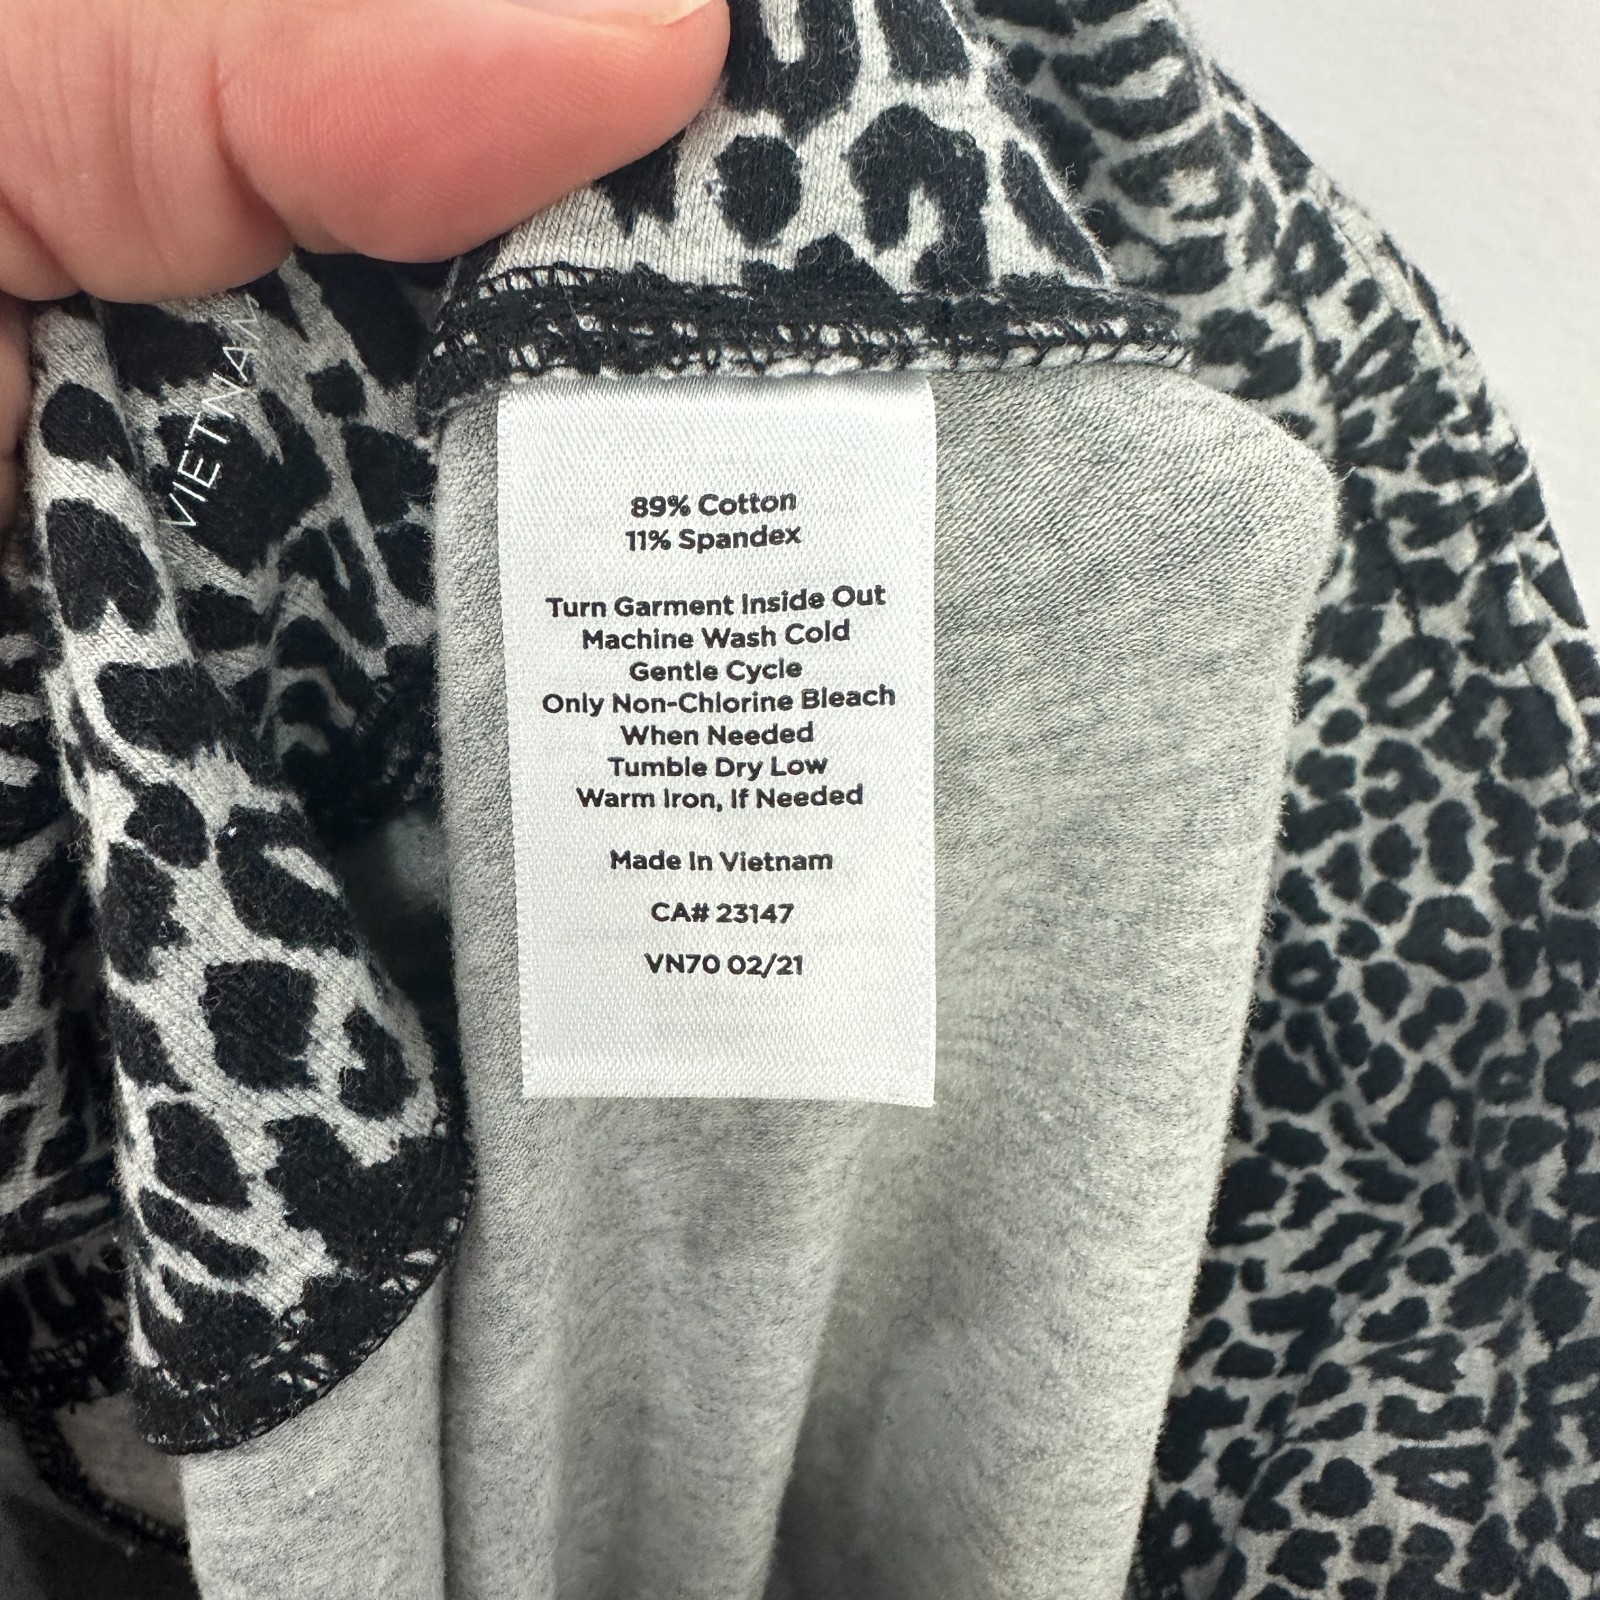 VIETNAM
89% Cotton
11% Spandex
Turn Garment Inside Out
Machine Wash Cold
Gentle Cycle
Only Non-Chlorine Bleach
When Needed
Tumble Dry Low
Warm Iron, If Needed
Made In Vietnam
CA# 23147
VN70 02/21